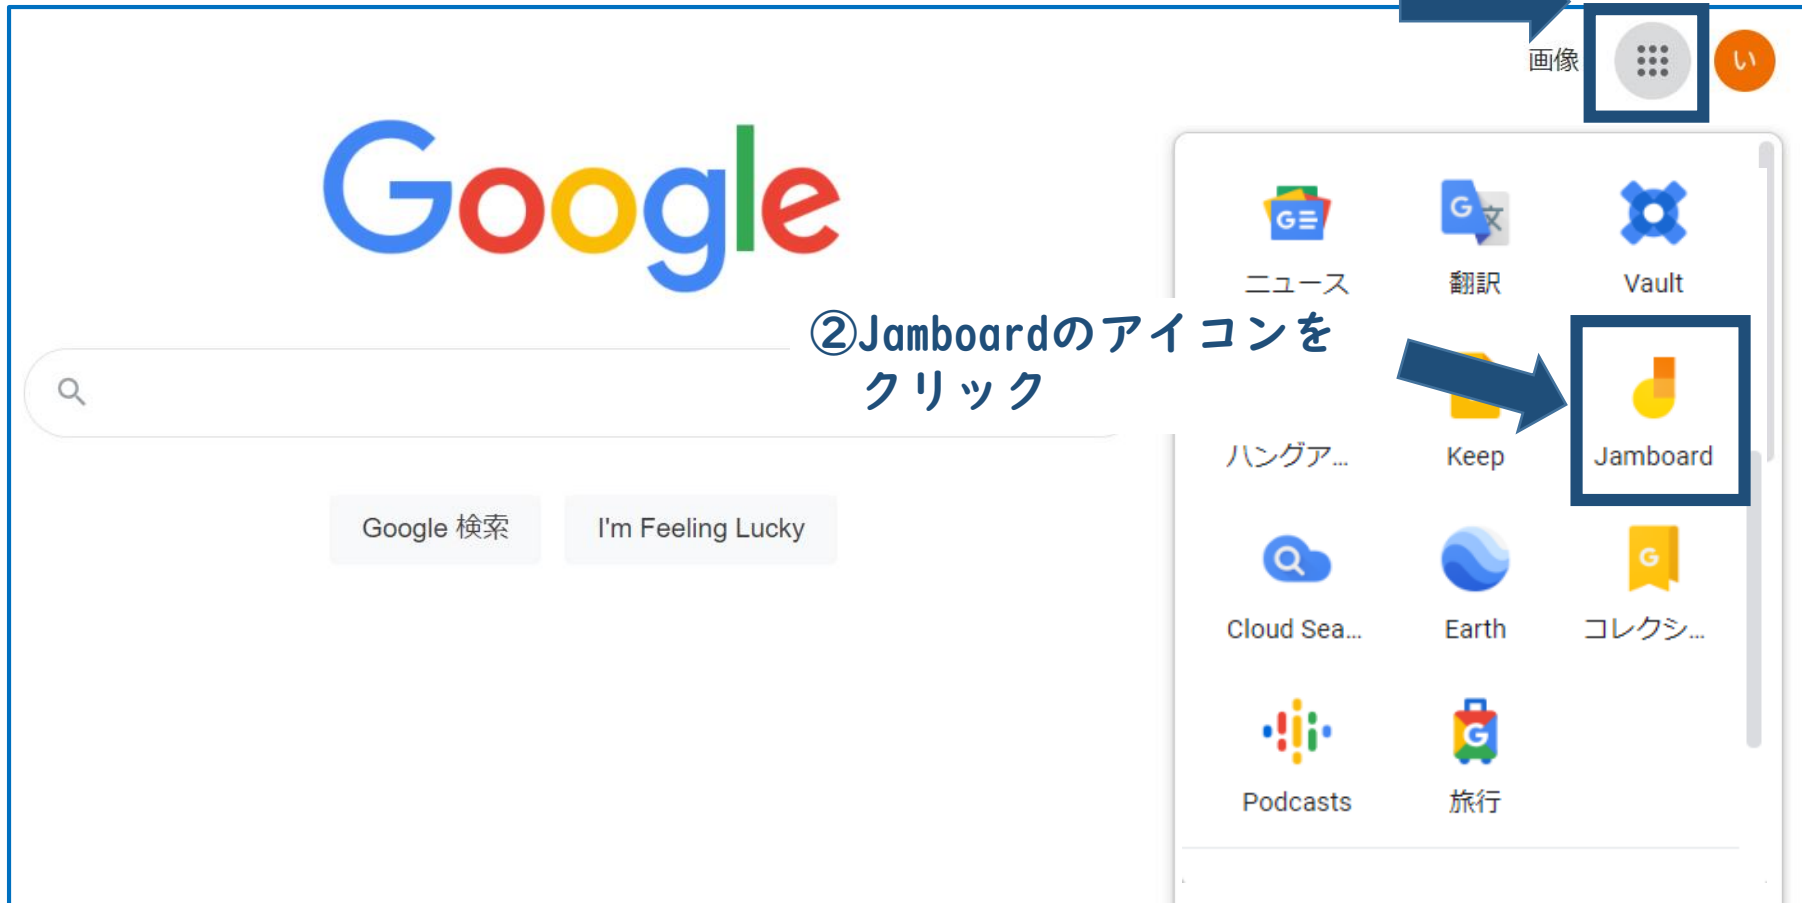 画像
い
Google
ニュース
翻訳
Vault
②Jamboardのアイコンを
クリック
ハングア...
Keep
Jamboard
Google 検索
I'm Feeling Lucky
Cloud Sea...
Earth
コレクシ...
Podcasts
旅行